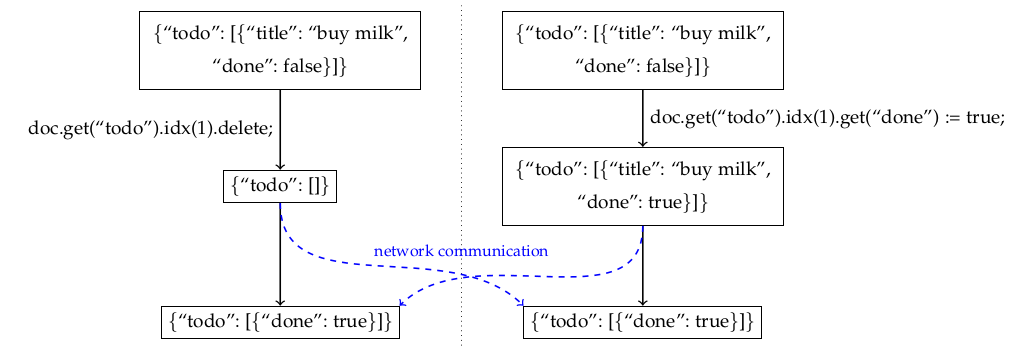 {“todo”: [{“title”: “buy milk”,
“done”: false}]}
{“todo”: [{“title”: “buy milk”,
“done”: false}]}
doc.get(“todo”).idx(1).delete;
doc.get(“todo”).idx(1).get(“done”) := true;
{“todo”: []}
{“todo”: [{“title”: “buy milk”,
“done”: true}]}
network communication
{“todo”: [{“done”: true}]}
{“todo”: [{“done”: true}]}